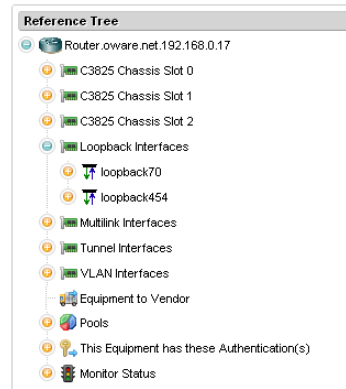 Reference Tree
Router.oware.net.192.168.0.17
C3825 Chassis Slot 0
C3825 Chassis Slot 1
C3825 Chassis Slot 2
Loopback Interfaces
loopback70
loopback454
Multilink Interfaces
Tunnel Interfaces
VLAN Interfaces
Equipment to Vendor
Pools
This Equipment has these Authentication(s)
Monitor Status